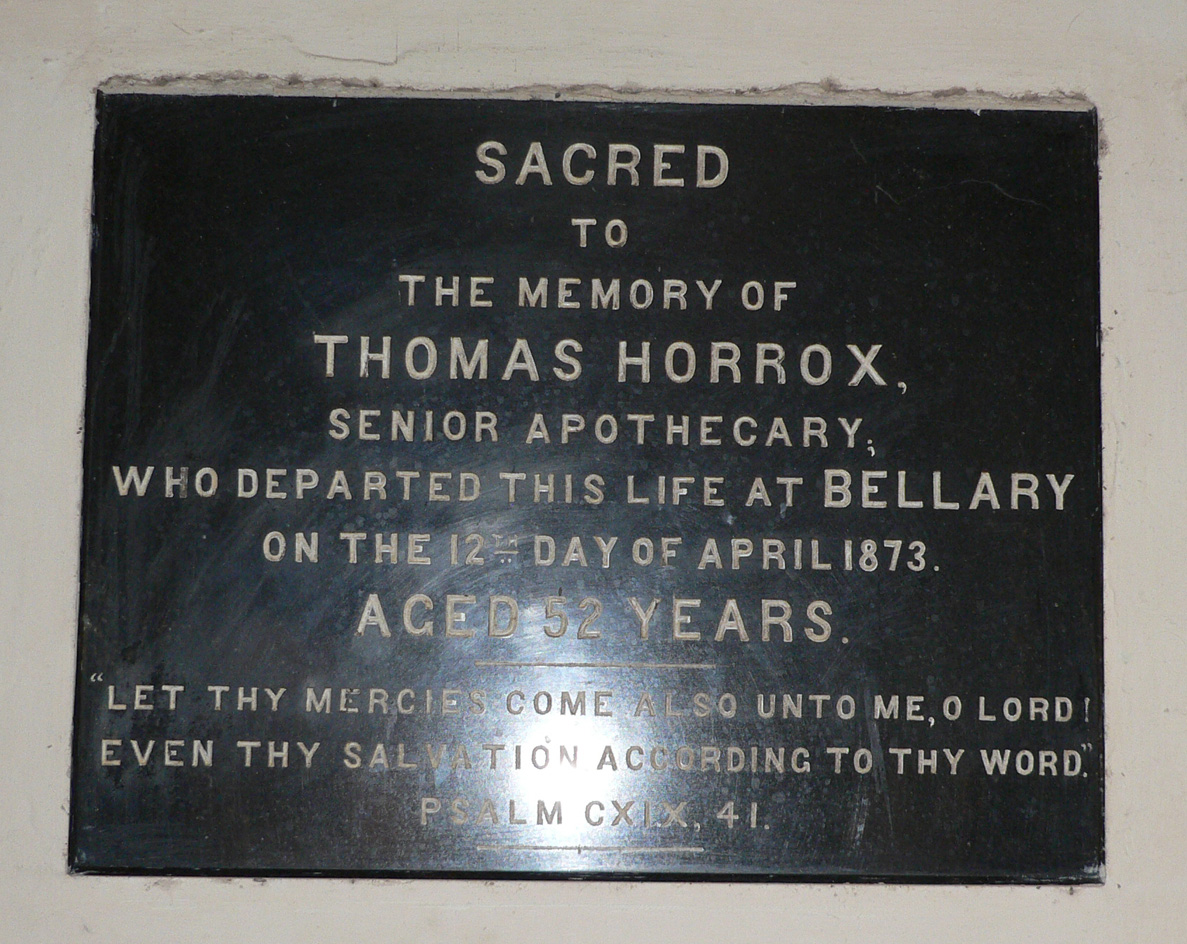 SACRED
TO
THE MEMORY OF
THOMAS HORROX,
SENIOR APOTHECARY;
WHO DEPARTED THIS LIFE AT BELLARY
ON THE 12TH DAY OF APRIL 1873.
AGED 52 YEARS.
“LET THY MERCIES COME ALSO UNTO ME, O LORD!
EVEN THY SALVATION ACCORDING TO THY WORD.”
PSALM CXIX, 41.